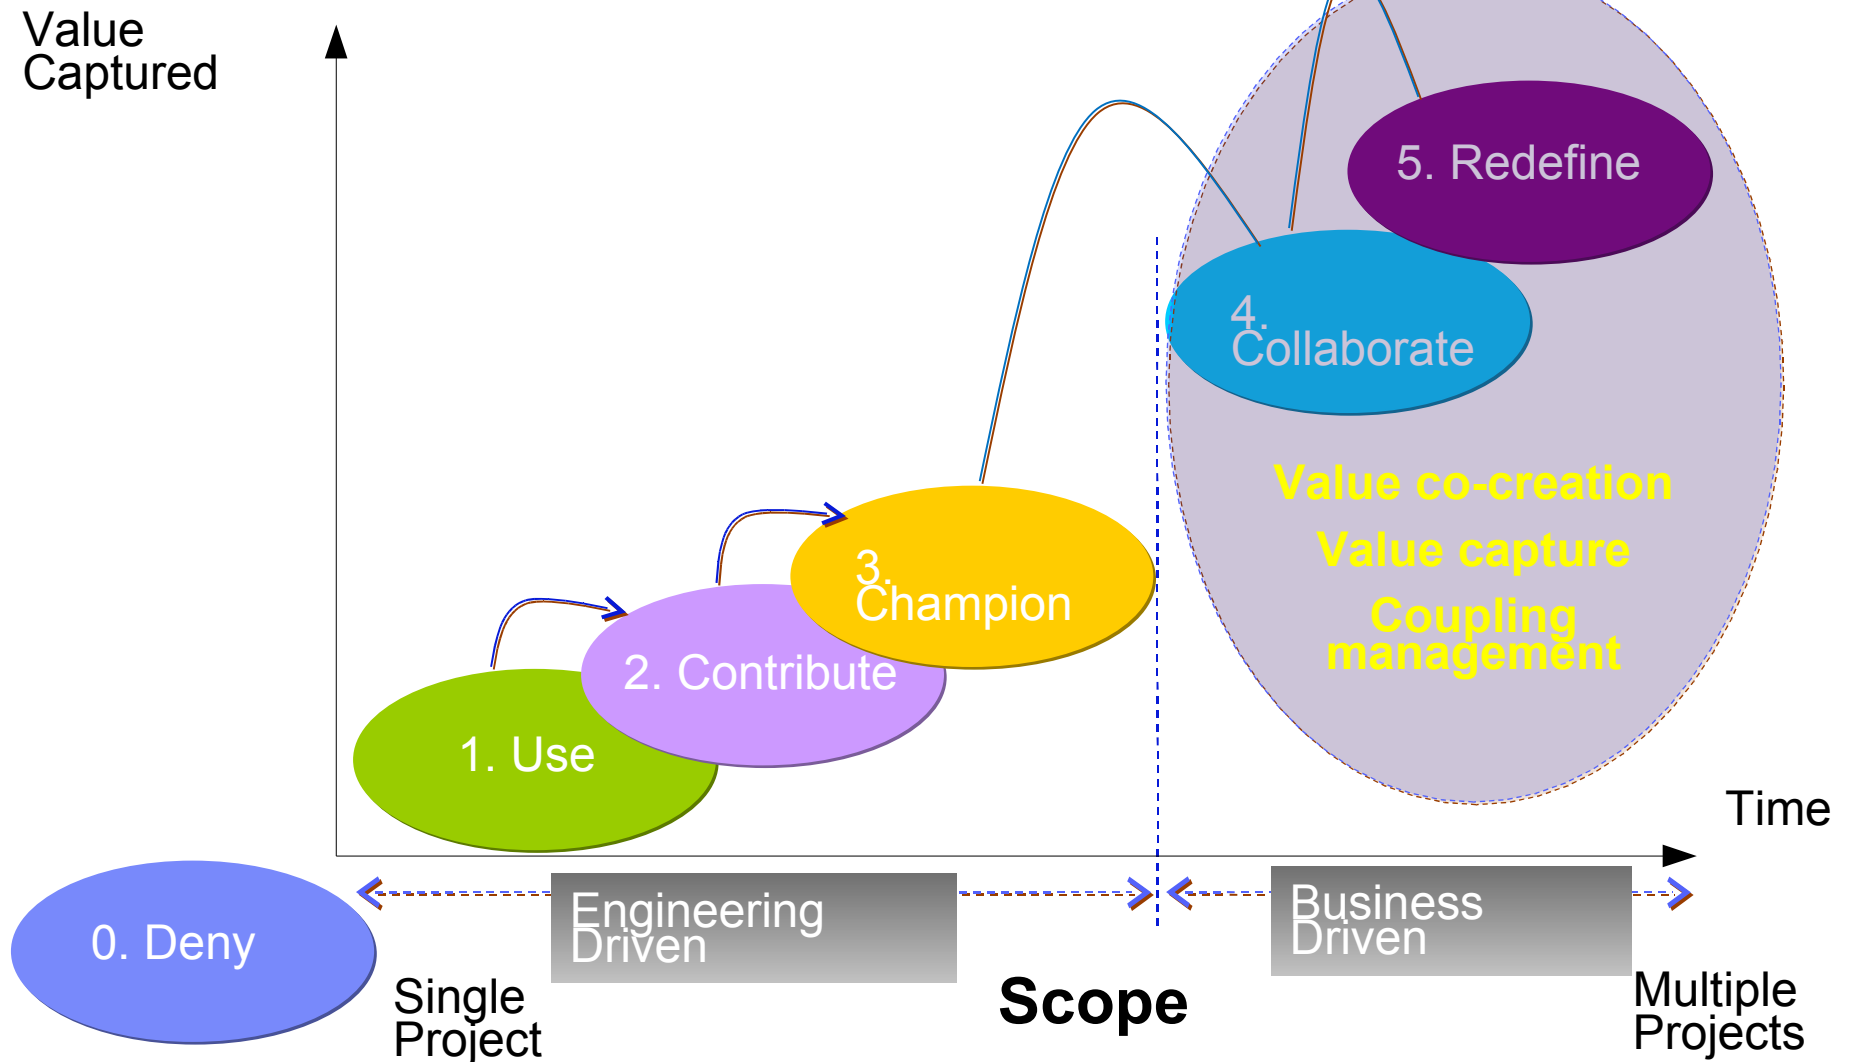 Value
Captured
5. Redefine
4.
Collaborate
Value co-creation
Value capture
Coupling
management
3.
Champion
2. Contribute
1. Use
Time
0. Deny
Engineering
Driven
Business
Driven
Single
Project
Scope
Multiple
Projects